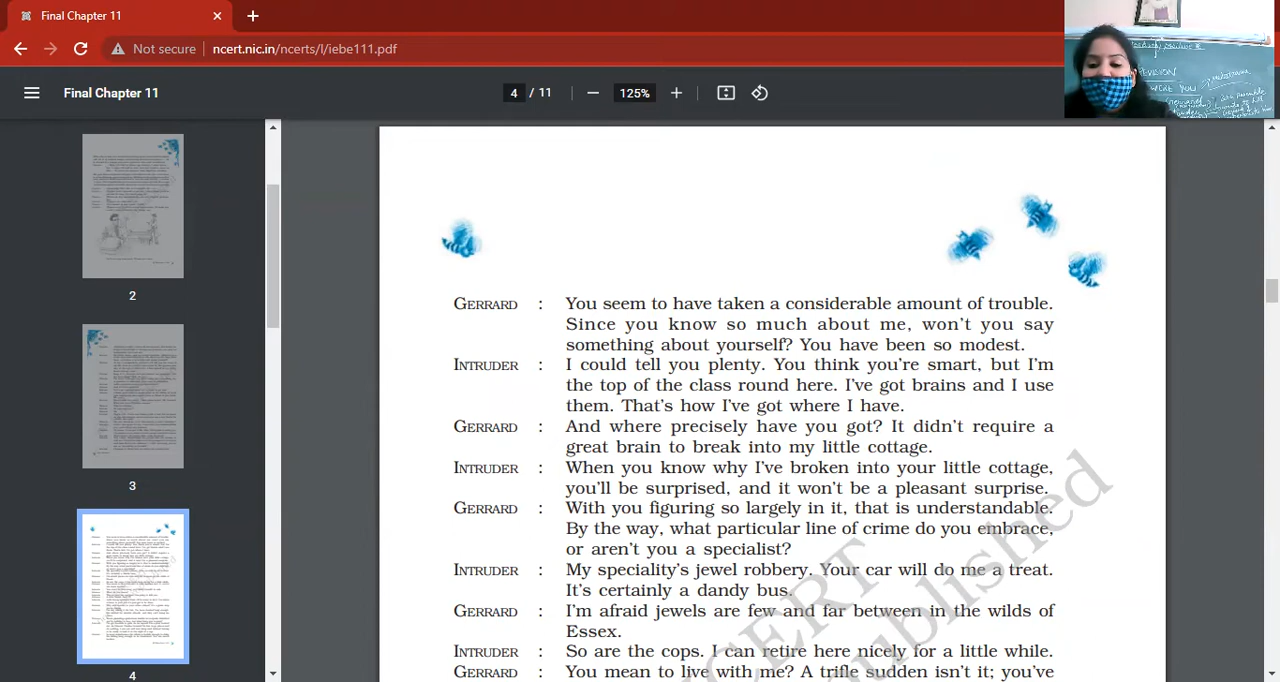 Final Chapter 11
Not secure
ncert.nic.in/ncerts/l/iebe111.pdf
Final Chapter 11
4 / 11
125%
REVISION
WERE YOU
2
3
4
GERRARD : You seem to have taken a considerable amount of trouble.
Since you know so much about me, won't you say
something about yourself? You have been so modest.
INTRUDER : I could tell you plenty. You think you're smart, but I'm
the top of the class round here. I've got brains and I use
them. That's how I've got where I have.
GERRARD : And where precisely have you got? It didn't require a
great brain to break into my little cottage.
INTRUDER : When you know why I've broken into your little cottage,
you'll be surprised, and it won't be a pleasant surprise.
GERRARD : With you figuring so largely in it, that is understandable.
By the way, what particular line of crime do you embrace,
or aren't you a specialist?
INTRUDER : My speciality's jewel robbery. Your car will do me a treat.
It's certainly a dandy bus.
GERRARD : I'm afraid jewels are few and far between in the wilds of
Essex.
INTRUDER : So are the cops. I can retire here nicely for a little while.
GERRARD : You mean to live with me? A trifle sudden isn't it; you've
published